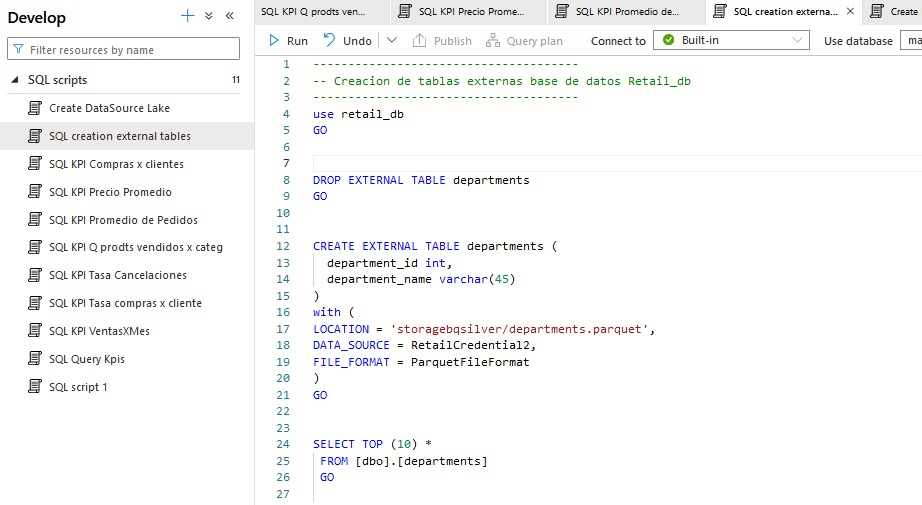 Develop
Filter resources by name
SQL scripts 11
Create DataSource Lake
SQL creation external tables
SQL KPI Compras x clientes
SQL KPI Precio Promedio
SQL KPI Promedio de Pedidos
SQL KPI Q prodts vendidos x categ
SQL KPI Tasa Cancelaciones
SQL KPI Tasa compras x cliente
SQL KPI VentasXMes
SQL Query Kpis
SQL script 1
SQL KPI Q prodts ven... SQL KPI Precio Prome... SQL KPI Promedio de... SQL creation externa... Create
Run Undo Publish Query plan Connect to Built-in Use database ma
1 --------------------------------------
2 -- Creacion de tablas externas base de datos Retail_db
3 --------------------------------------
4 use retail_db
5 GO
6
7
8 DROP EXTERNAL TABLE departments
9 GO
10
11
12 CREATE EXTERNAL TABLE departments (
13 department_id int,
14 department_name varchar(45)
15 )
16 with (
17 LOCATION = 'storagebqsilver/departments.parquet',
18 DATA_SOURCE = RetailCredential2,
19 FILE_FORMAT = ParquetFileFormat
20 )
21 GO
22
23
24 SELECT TOP (10) *
25 FROM [dbo].[departments]
26 GO
27